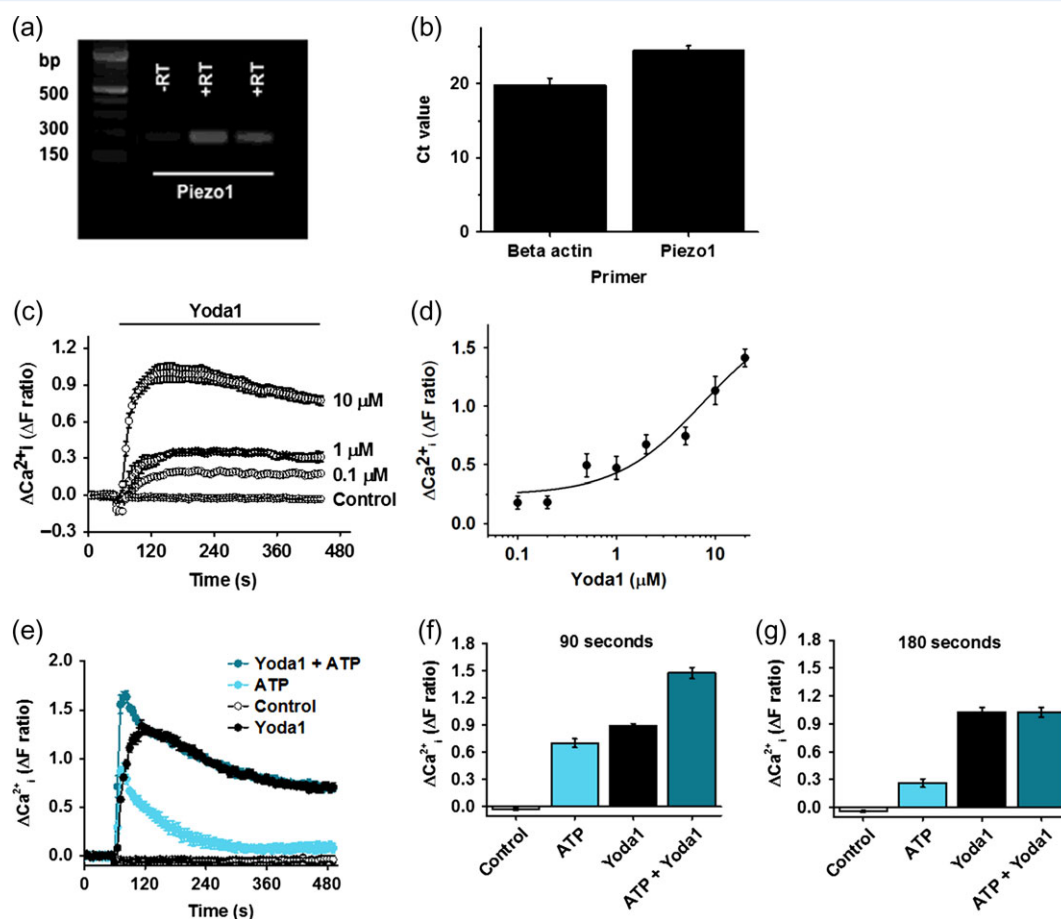 (a)
bp
500
300
150
-RT
+RT
+RT
Piezo1
(b)
Ct value
20
10
0
Beta actin
Piezo1
Primer
(c)
Yoda1
ΔCa²⁺i (ΔF ratio)
1.2
0.9
0.6
0.3
0.0
–0.3
10 μM
1 μM
0.1 μM
Control
0 120 240 360 480
Time (s)
(d)
ΔCa²⁺i (ΔF ratio)
1.5
1.0
0.5
0.0
0.1 1 10
Yoda1 (μM)
(e)
ΔCa²⁺i (ΔF ratio)
2.0
1.5
1.0
0.5
0.0
Yoda1 + ATP
ATP
Control
Yoda1
0 120 240 360 480
Time (s)
(f)
90 seconds
ΔCa²⁺i (ΔF ratio)
1.8
1.5
1.2
0.9
0.6
0.3
0.0
Control
ATP
Yoda1
ATP + Yoda1
(g)
180 seconds
ΔCa²⁺i (ΔF ratio)
1.8
1.5
1.2
0.9
0.6
0.3
0.0
Control
ATP
Yoda1
ATP + Yoda1